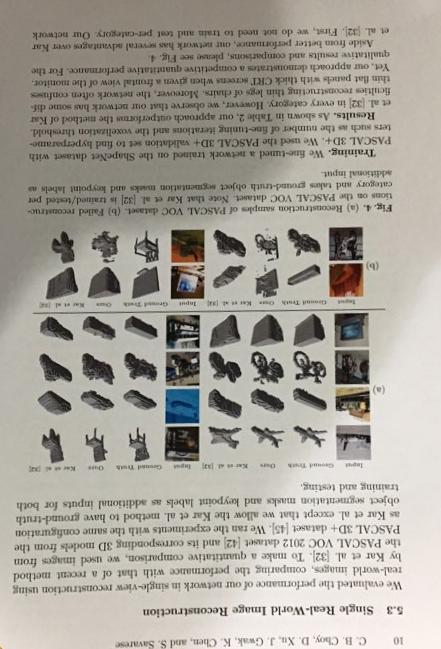 10 C. B. Choy, D. Xu, J. Gwak, K. Chen, and S. Savarese
5.3 Single Real-World Image Reconstruction
We evaluated the performance of our network in single-view reconstruction using
real-world images, comparing the performance with that of a recent method
by Kar et al. [32]. To make a quantitative comparison, we used images from
the PASCAL VOC 2012 dataset [42] and its corresponding 3D models from the
PASCAL 3D+ dataset [45]. We ran the experiments with the same configuration
as Kar et al. except that we allow the Kar et al. method to have ground-truth
object segmentation masks and keypoint labels as additional inputs for both
training and testing.
Input Ground Truth Ours Kar et al. [32] Input Ground Truth Ours Kar et al. [32]
(a)
Input Ground Truth Ours Kar et al. [32] Input Ground Truth Ours Kar et al. [32]
(b)
Fig. 4. (a) Reconstruction samples of PASCAL VOC dataset. (b) Failed reconstruc-
tions on the PASCAL VOC dataset. Note that Kar et al. [32] is trained/tested per
category and takes ground-truth object segmentation masks and keypoint labels as
additional input.
Training. We fine-tuned a network trained on the ShapeNet dataset with
PASCAL 3D+. We used the PASCAL 3D+ validation set to find hyperparame-
ters such as the number of fine-tuning iterations and the voxelization threshold.
Results. As shown in Table 2, our approach outperforms the method of Kar
et al. [32] in every category. However, we observe that our network has some dif-
ficulties reconstructing thin legs of chairs. Moreover, the network often confuses
thin flat panels with thick CRT screens when given a frontal view of the monitor.
Yet, our approach demonstrates a competitive quantitative performance. For the
qualitative results and comparisons, please see Fig. 4.
Aside from better performance, our network has several advantages over Kar
et al. [32]. First, we do not need to train and test per-category. Our network